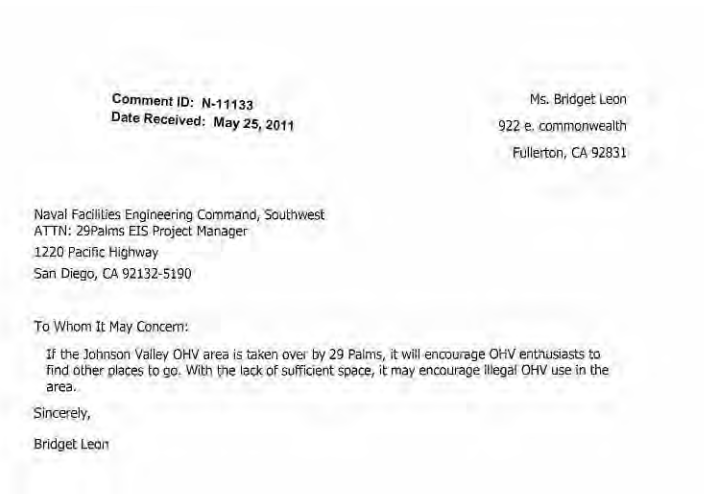 Comment ID: N-11133
Date Received: May 25, 2011
Ms. Bridget Leon
922 e. commonwealth
Fullerton, CA 92831
Naval Facilities Engineering Command, Southwest
ATTN: 29Palms EIS Project Manager
1220 Pacific Highway
San Diego, CA 92132-5190
To Whom It May Concern:
If the Johnson Valley OHV area is taken over by 29 Palms, it will encourage OHV enthusiasts to
find other places to go. With the lack of sufficient space, it may encourage illegal OHV use in the
area.
Sincerely,
Bridget Leon